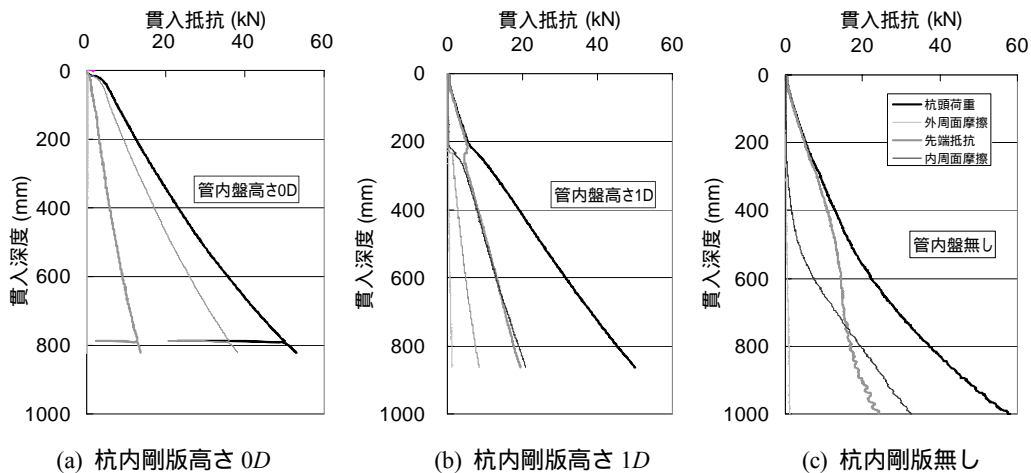 貫入抵抗 (kN)
0 20 40 60
貫入深度 (mm)
0
200
400
600
800
1000
管内盤高さ0D
(a) 杭内剛版高さ 0D
貫入抵抗 (kN)
0 20 40 60
貫入深度 (mm)
0
200
400
600
800
1000
管内盤高さ1D
(b) 杭内剛版高さ 1D
貫入抵抗 (kN)
0 20 40 60
貫入深度 (mm)
0
200
400
600
800
1000
杭頭荷重
外周面摩擦
先端抵抗
内周面摩擦
管内盤無し
(c) 杭内剛版無し